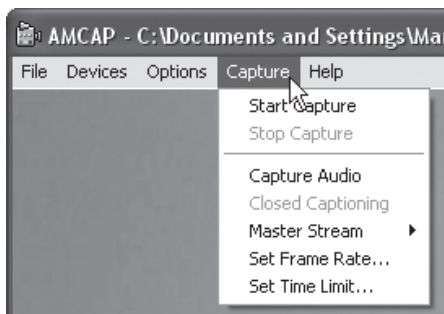 AMCAP - C:\Documents and Settings\Ma
File Devices Options Capture Help
Start Capture
Stop Capture
Capture Audio
Closed Captioning
Master Stream
Set Frame Rate...
Set Time Limit...